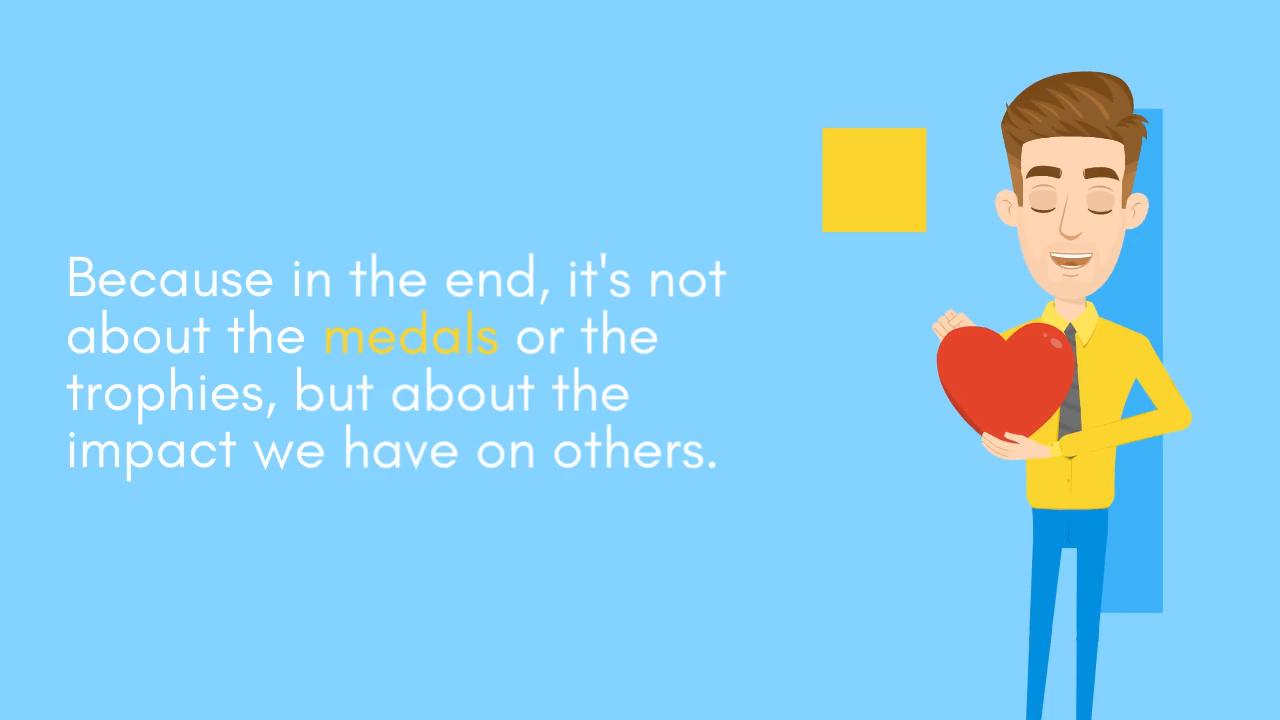 Because in the end, it's not
about the medals or the
trophies, but about the
impact we have on others.